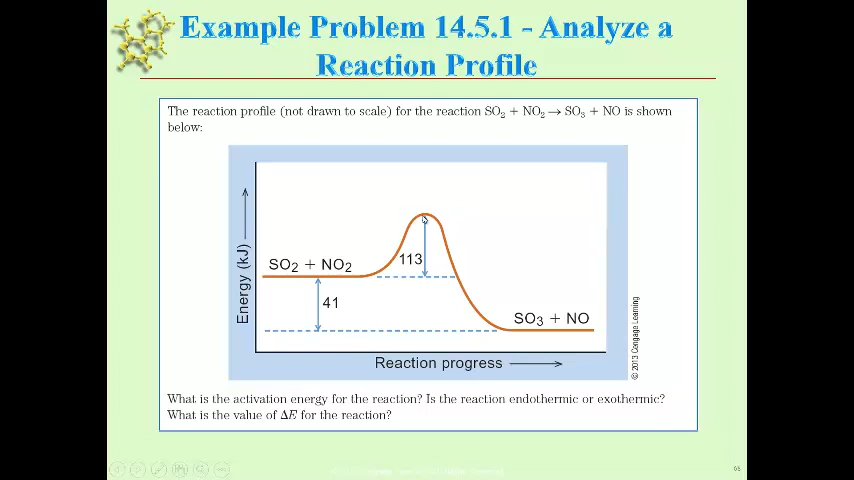 Example Problem 14.5.1 - Analyze a
Reaction Profile
The reaction profile (not drawn to scale) for the reaction SO₂ + NO₂ → SO₃ + NO is shown
below:
Energy (kJ)
SO₂ + NO₂
113
41
SO₃ + NO
Reaction progress
© 2013 Cengage Learning
What is the activation energy for the reaction? Is the reaction endothermic or exothermic?
What is the value of ΔE for the reaction?
68